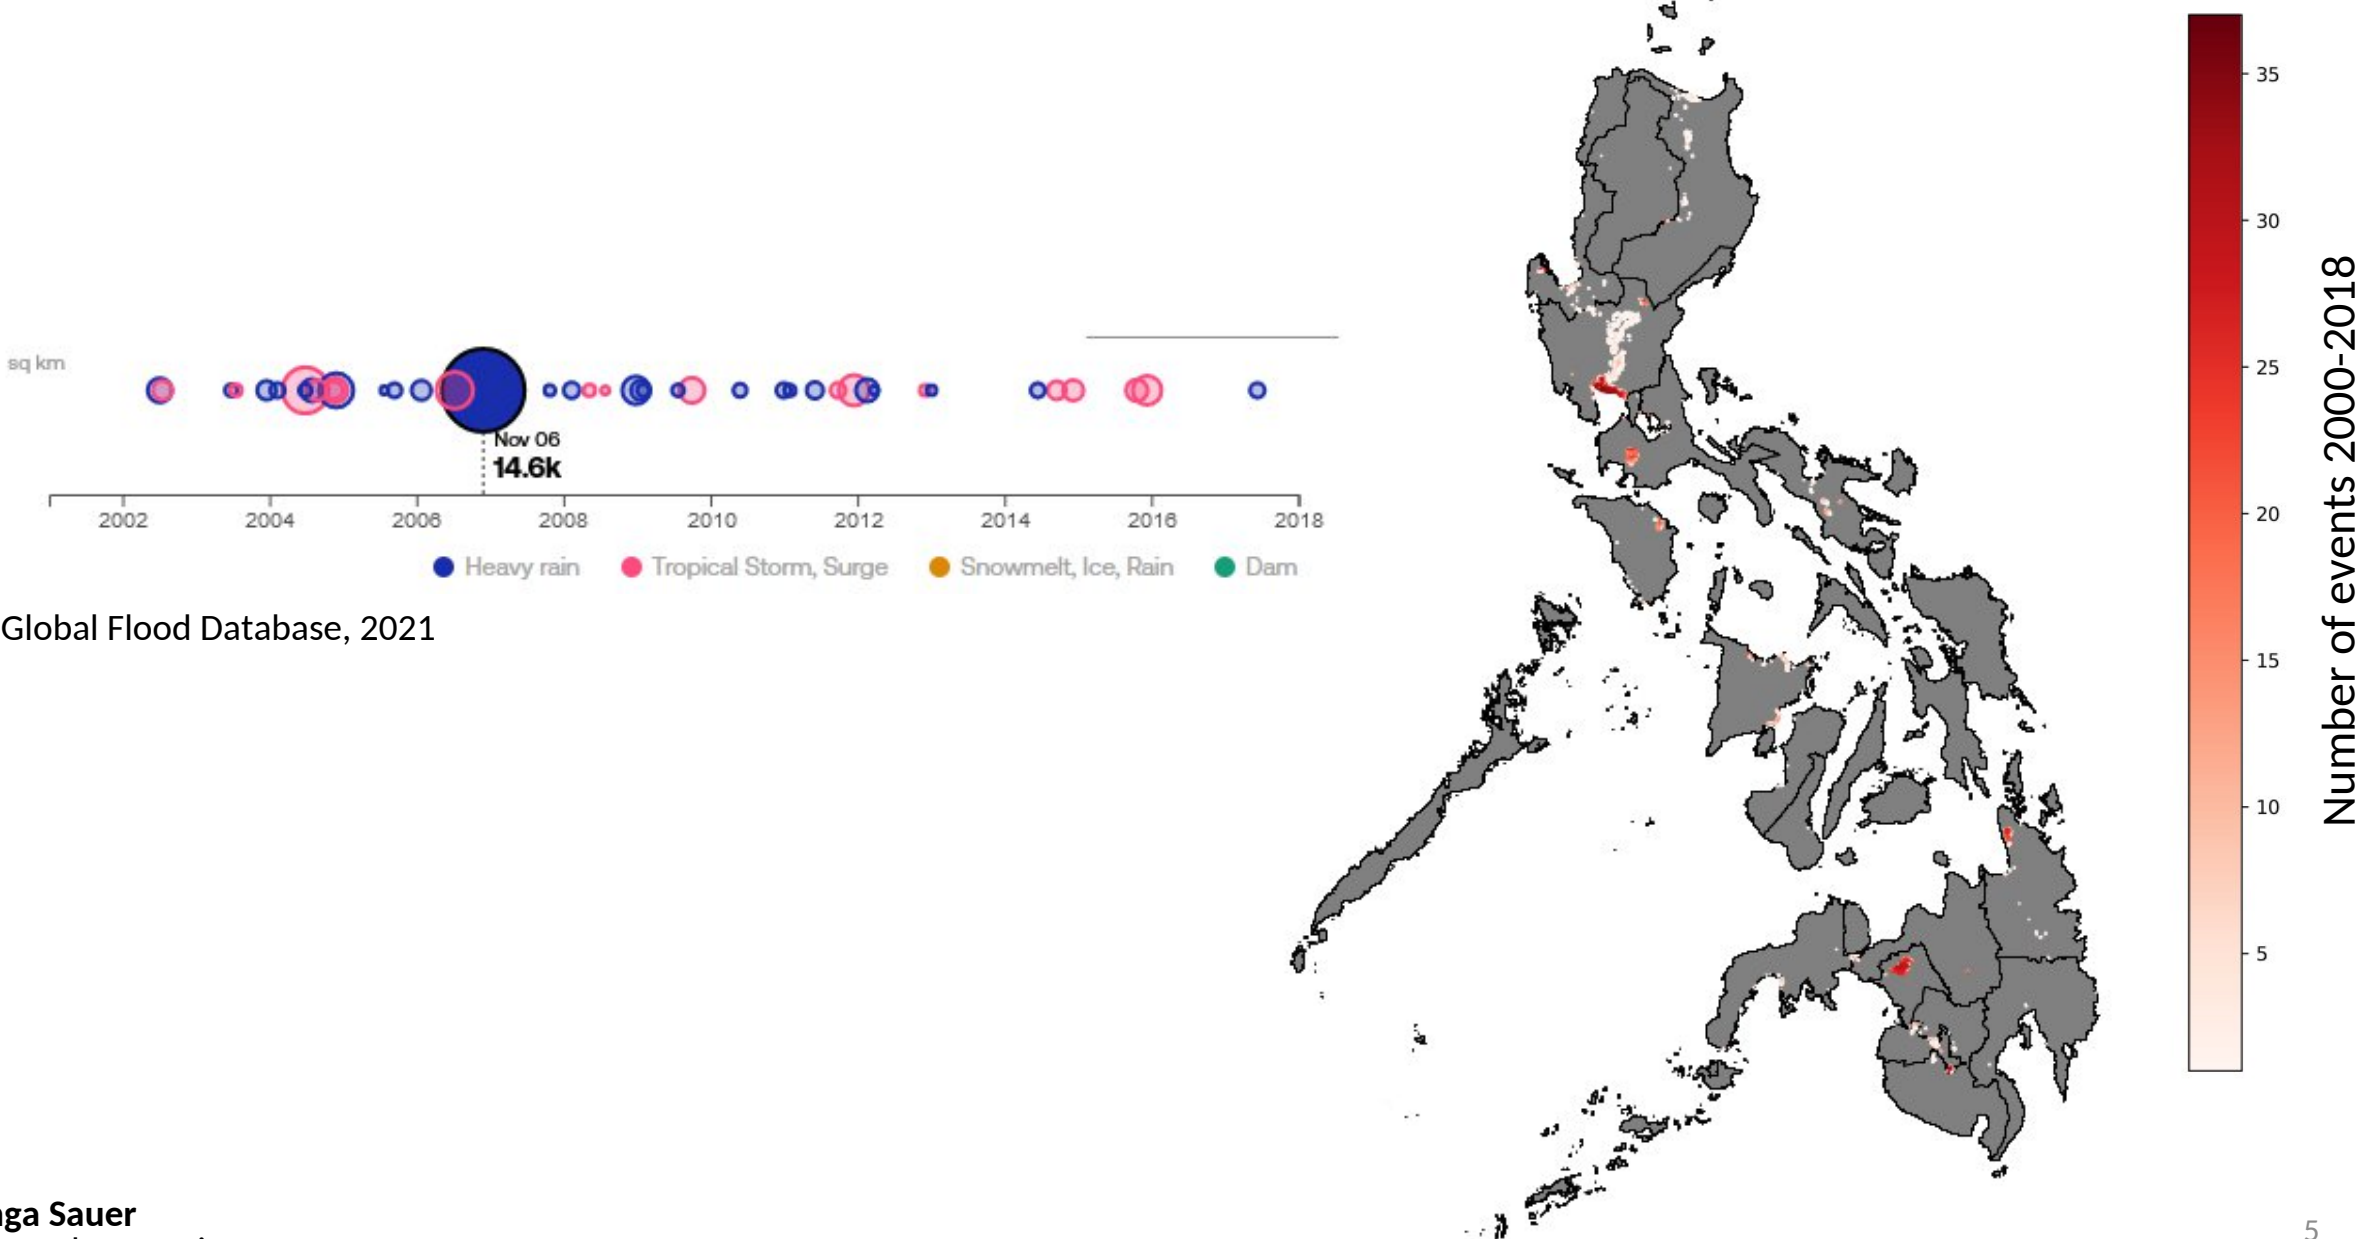 sq km
Nov 06
14.6k
2002 2004 2006 2008 2010 2012 2014 2016 2018
Heavy rain Tropical Storm, Surge Snowmelt, Ice, Rain Dam
Global Flood Database, 2021
35
30
25
20
15
10
5
Number of events 2000-2018
ga Sauer
5